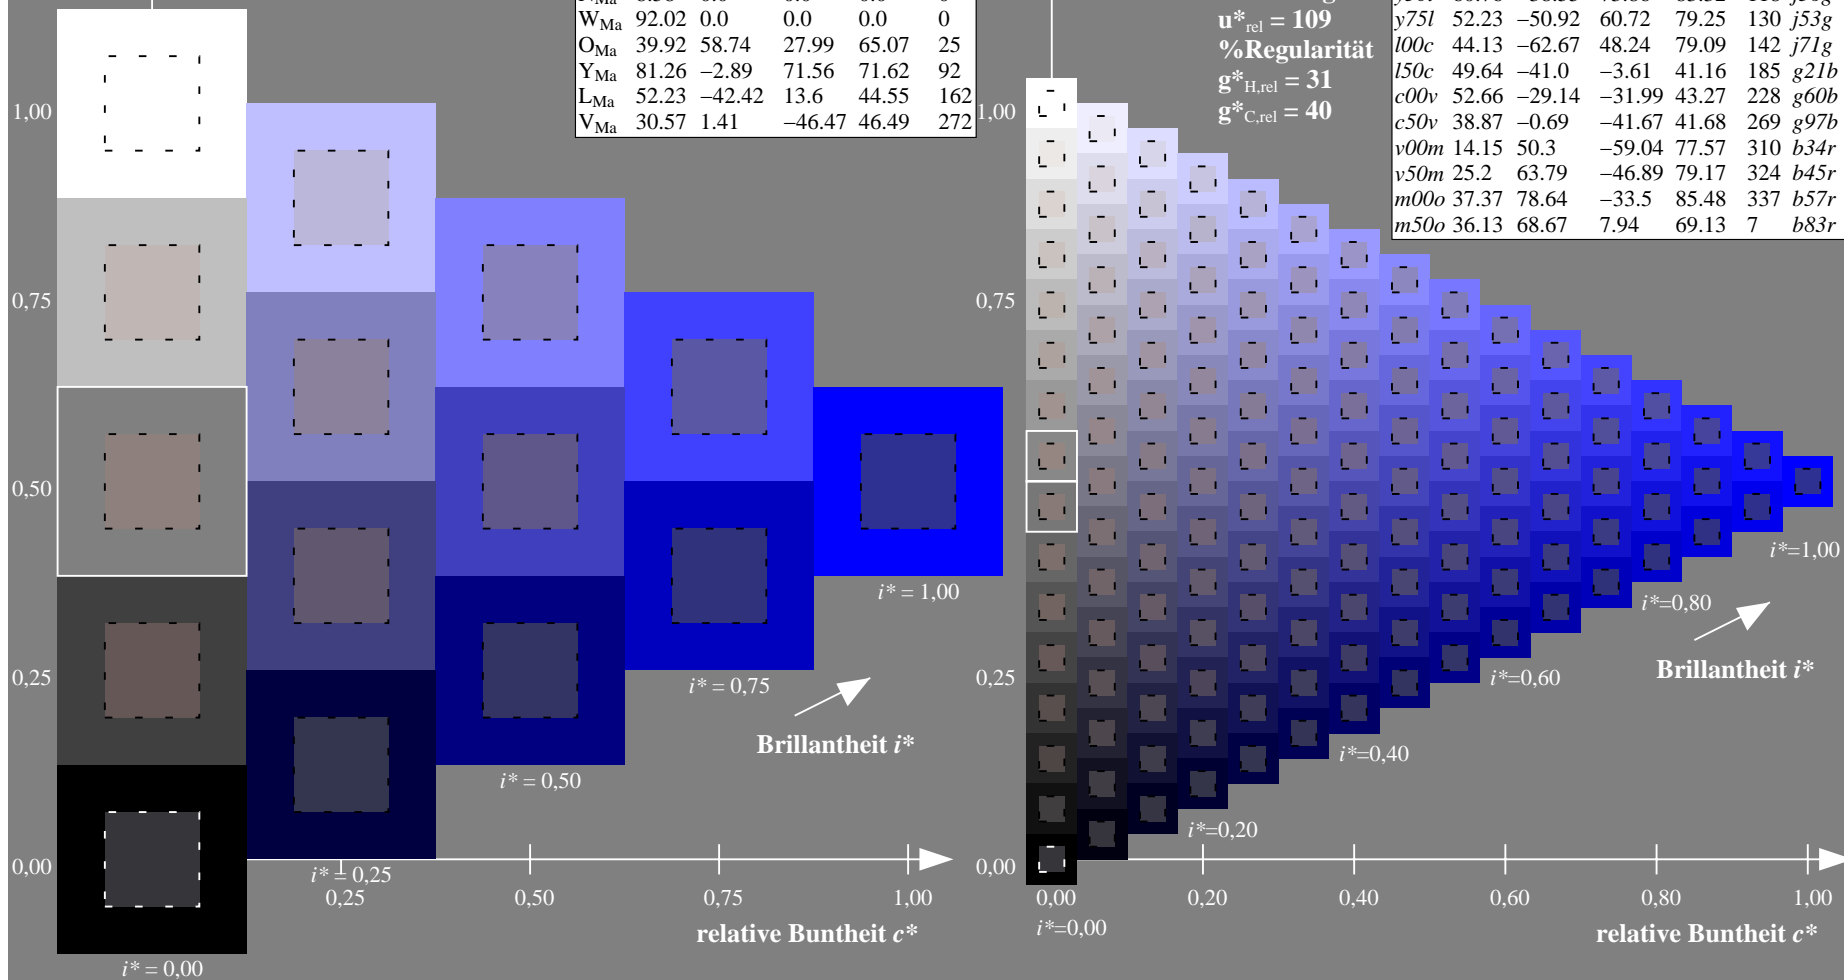 W_Ma 92.02 0.0 0.0 0.0 0
O_Ma 39.92 58.74 27.99 65.07 25
Y_Ma 81.26 −2.89 71.56 71.62 92
L_Ma 52.23 −42.42 13.6 44.55 162
V_Ma 30.57 1.41 −46.47 46.49 272
1,00
0,75
0,50
0,25
0,00
i* = 1,00
i* = 0,75
Brillantheit i*
i* = 0,50
i* = 0,25
0,25 0,50 0,75 1,00
relative Buntheit c*
i* = 0,00
u*rel = 109
%Regularität
g*H,rel = 31
g*C,rel = 40
y75l 52.23 −50.92 60.72 79.25 130 j53g
l00c 44.13 −62.67 48.24 79.09 142 j71g
l50c 49.64 −41.0 −3.61 41.16 185 g21b
c00v 52.66 −29.14 −31.99 43.27 228 g60b
c50v 38.87 −0.69 −41.67 41.68 269 g97b
v00m 14.15 50.3 −59.04 77.57 310 b34r
v50m 25.2 63.79 −46.89 79.17 324 b45r
m00o 37.37 78.64 −33.5 85.48 337 b57r
m50o 36.13 68.67 7.94 69.13 7 b83r
1,00
0,75
0,50
0,25
0,00
i*=1,00
i*=0,80
Brillantheit i*
i*=0,60
i*=0,40
i*=0,20
0,00 0,20 0,40 0,60 0,80 1,00
i*=0,00
relative Buntheit c*